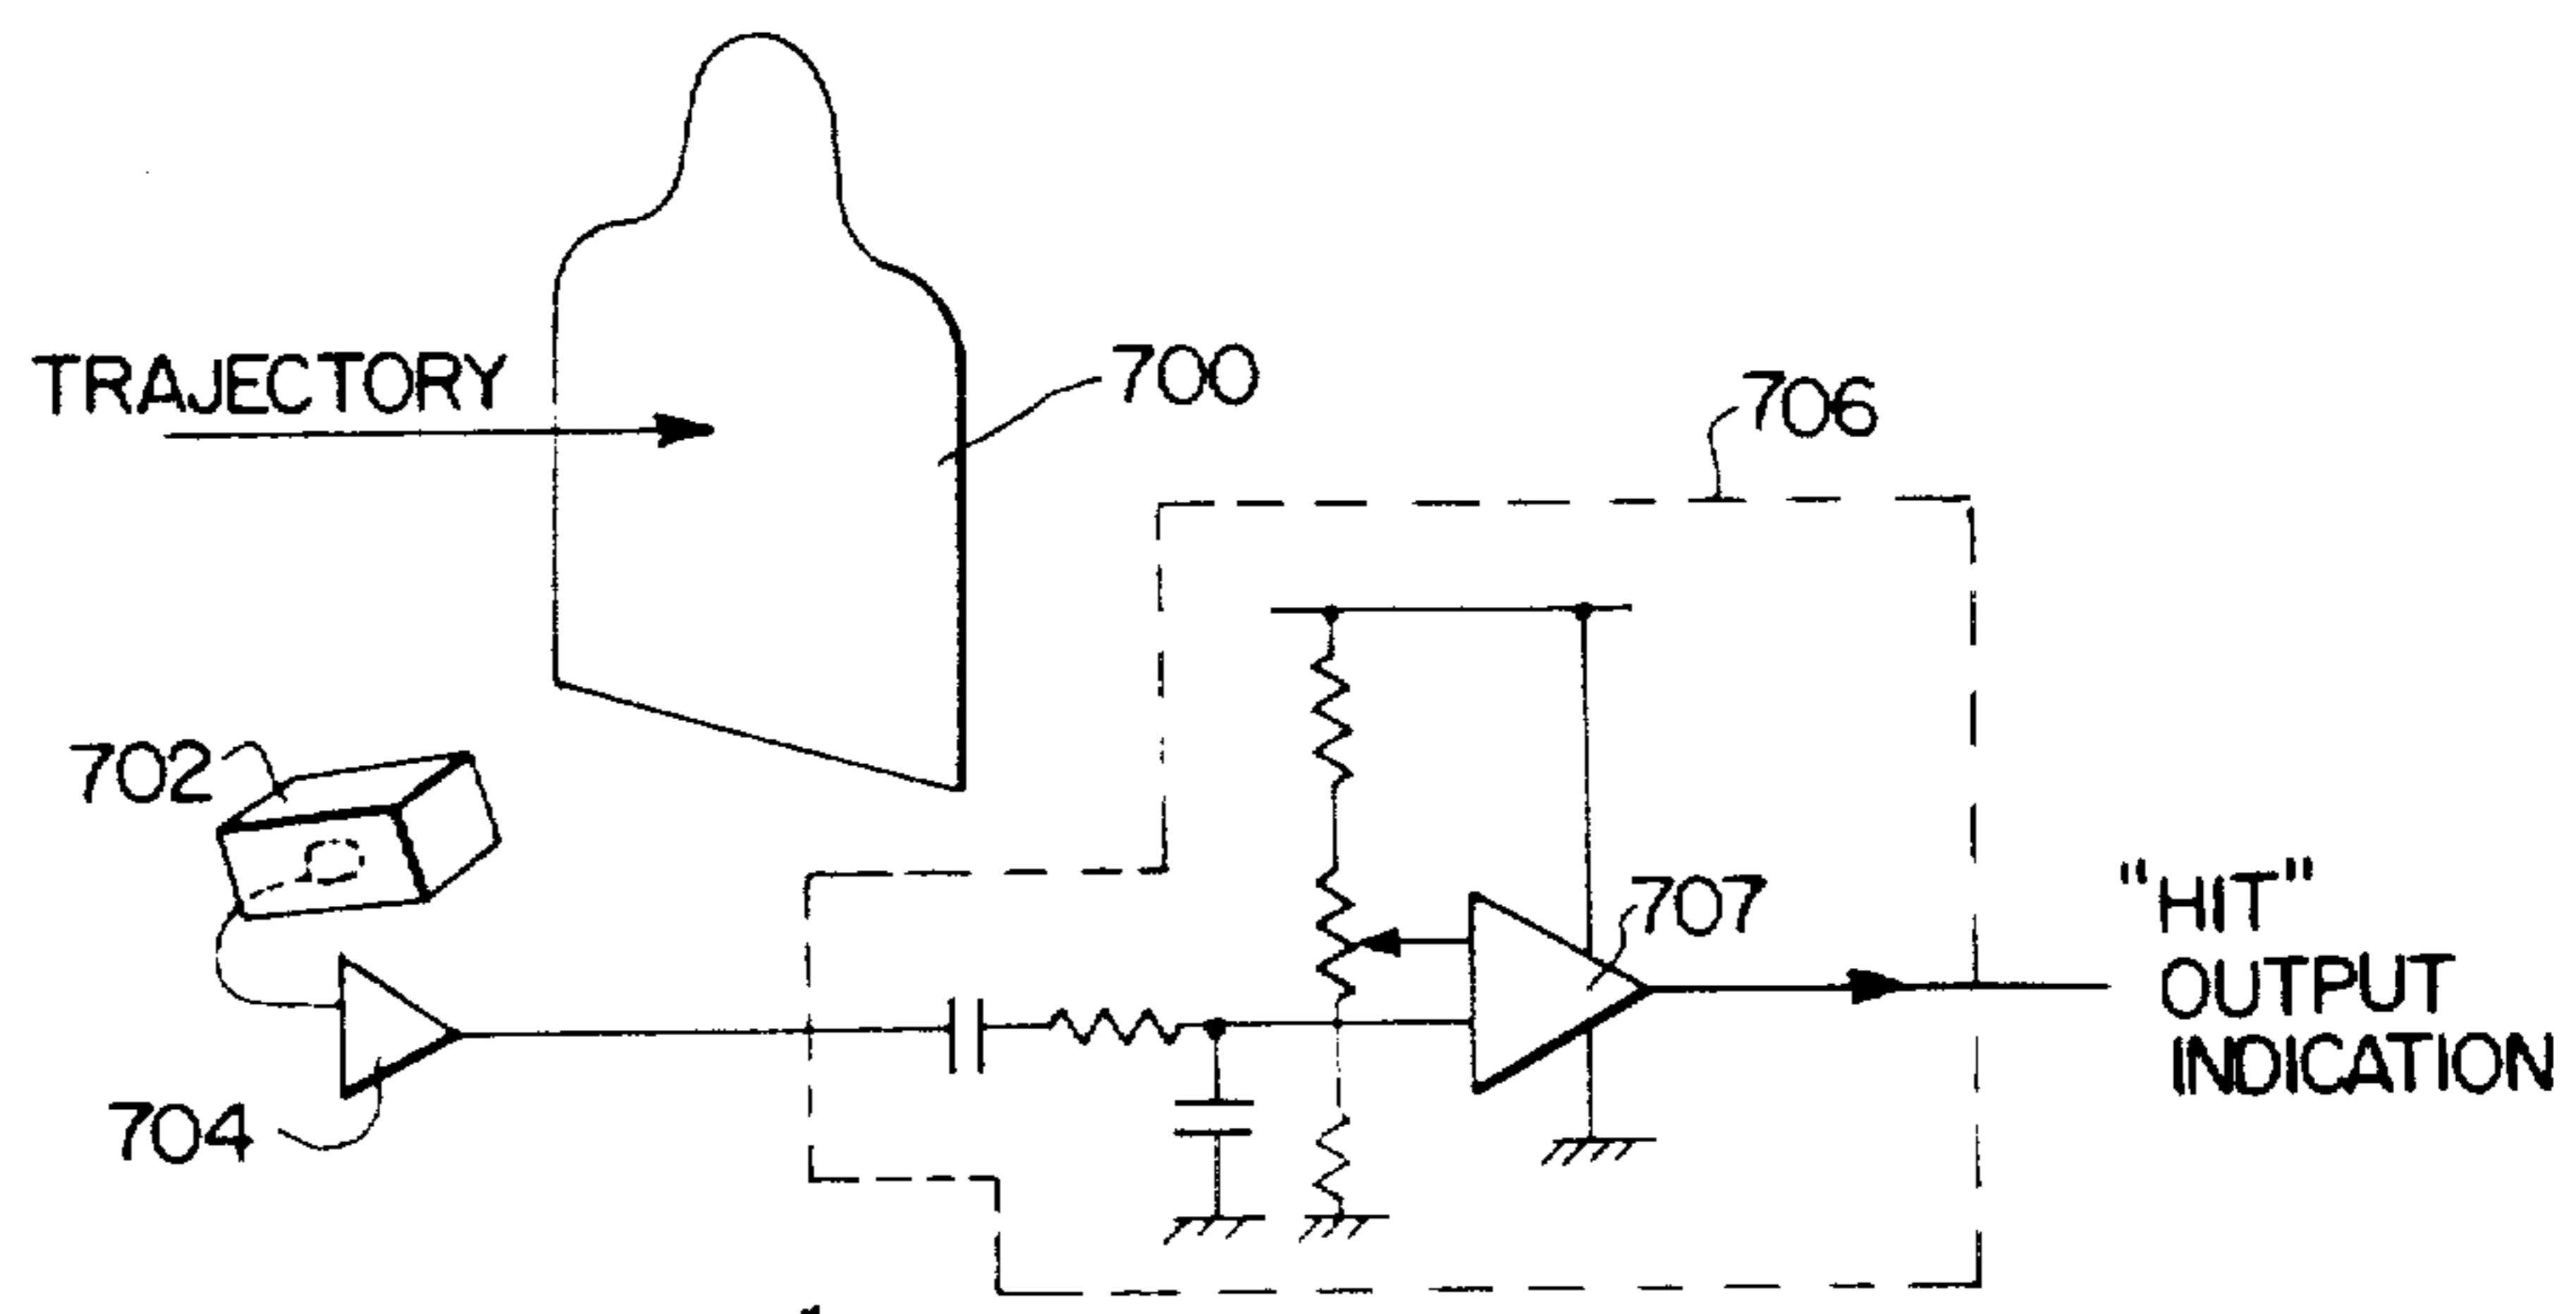 TRAJECTORY
700
706
702
707
704
"HIT"
OUTPUT
INDICATION